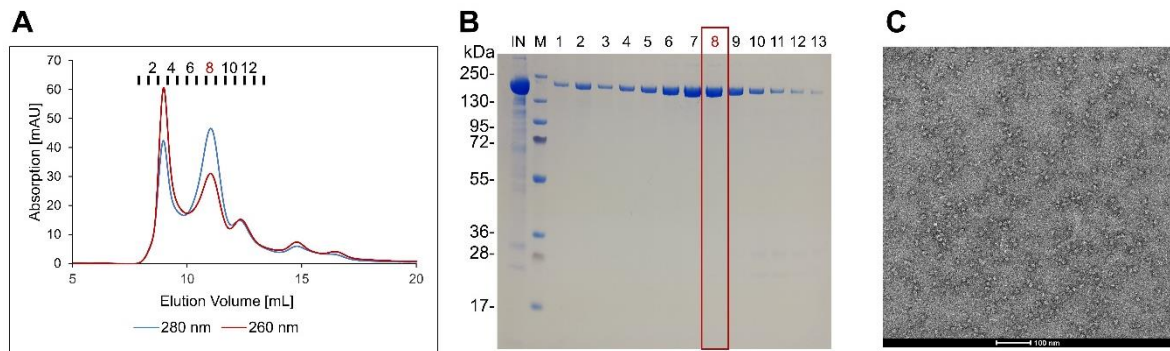 A
70
60
50
40
30
20
10
0
Absorption [mAU]
2 4 6 8 10 12
5 10 15 20
Elution Volume [mL]
280 nm 260 nm
B
IN M 1 2 3 4 5 6 7 8 9 10 11 12 13
kDa
250-
130-
95-
72-
55-
36-
28-
17-
C
100 nm